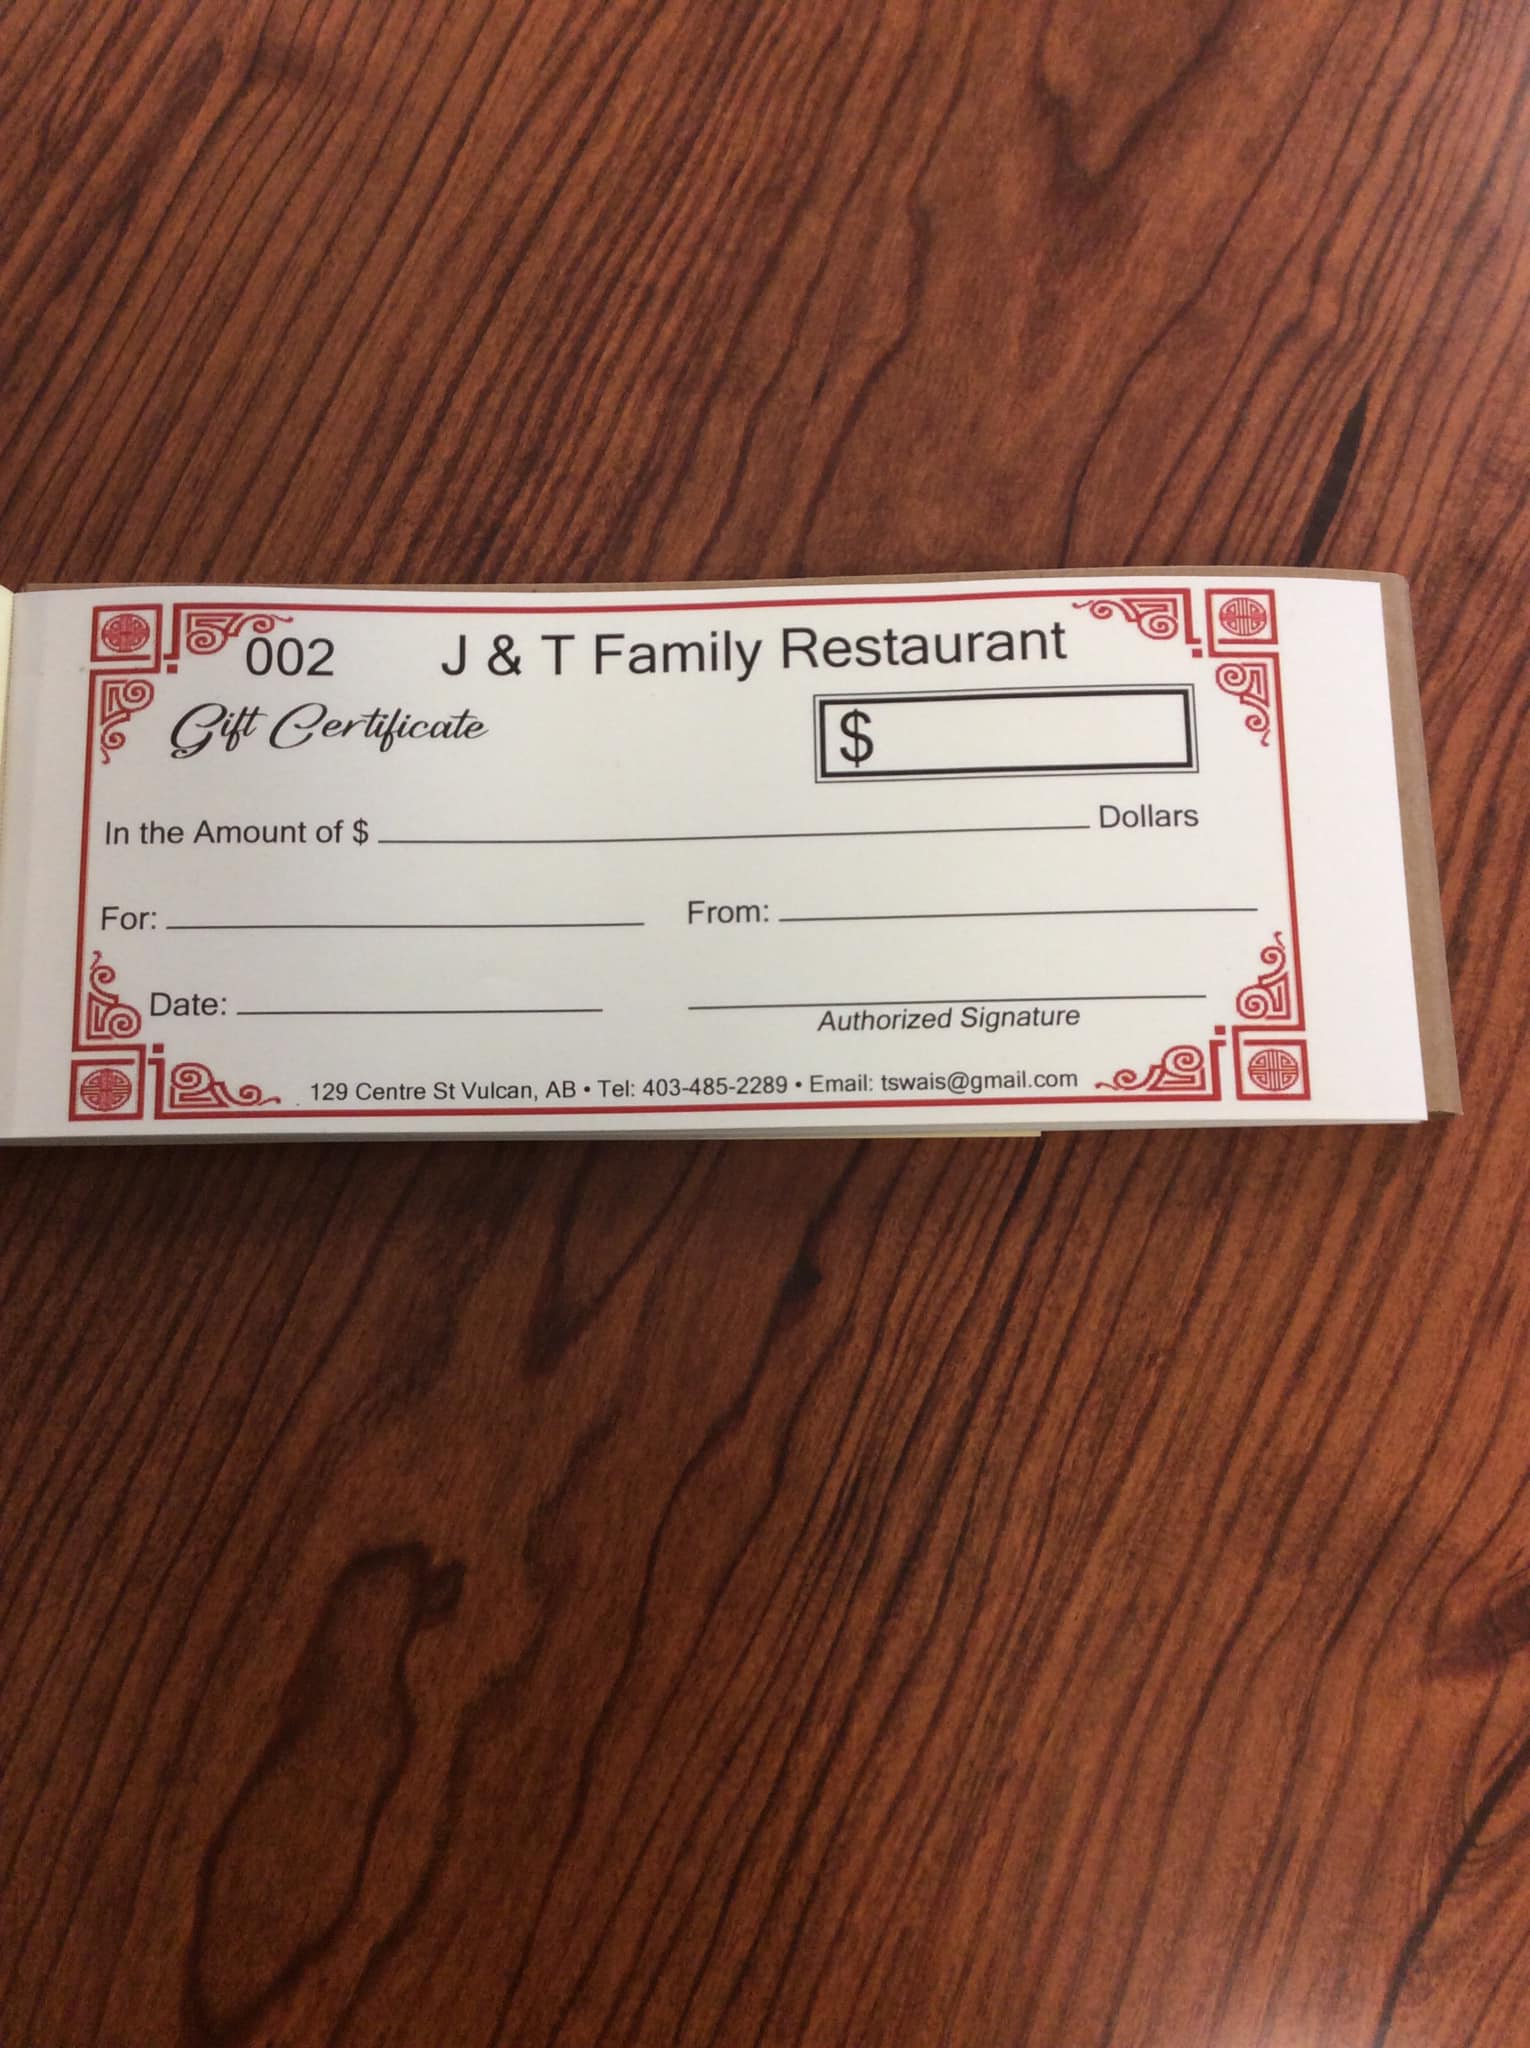 002 J & T Family Restaurant
Gift Certificate
$
In the Amount of $ Dollars
For: From:
Date:
Authorized Signature
129 Centre St Vulcan, AB • Tel: 403-485-2289 • Email: tswais@gmail.com